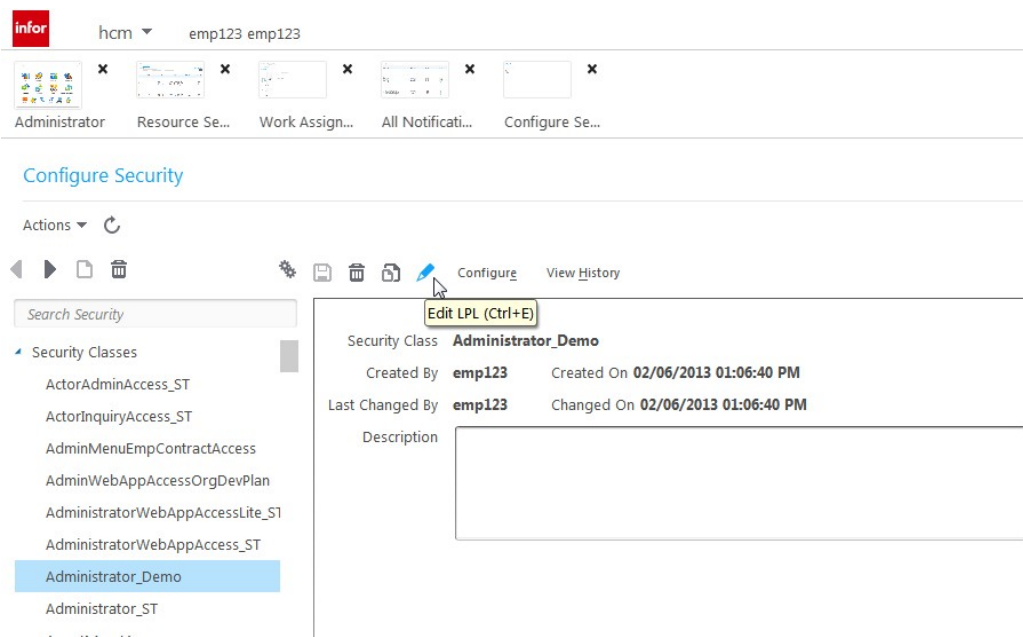 infor
hcm emp123 emp123
Administrator Resource Se... Work Assign... All Notificati... Configure Se...
Configure Security
Actions
Configure View History
Edit LPL (Ctrl+E)
Search Security
Security Classes
ActorAdminAccess_ST
ActorInquiryAccess_ST
AdminMenuEmpContractAccess
AdminWebAppAccessOrgDevPlan
AdministratorWebAppAccessLite_ST
AdministratorWebAppAccess_ST
Administrator_Demo
Administrator_ST
Security Class Administrator_Demo
Created By emp123 Created On 02/06/2013 01:06:40 PM
Last Changed By emp123 Changed On 02/06/2013 01:06:40 PM
Description